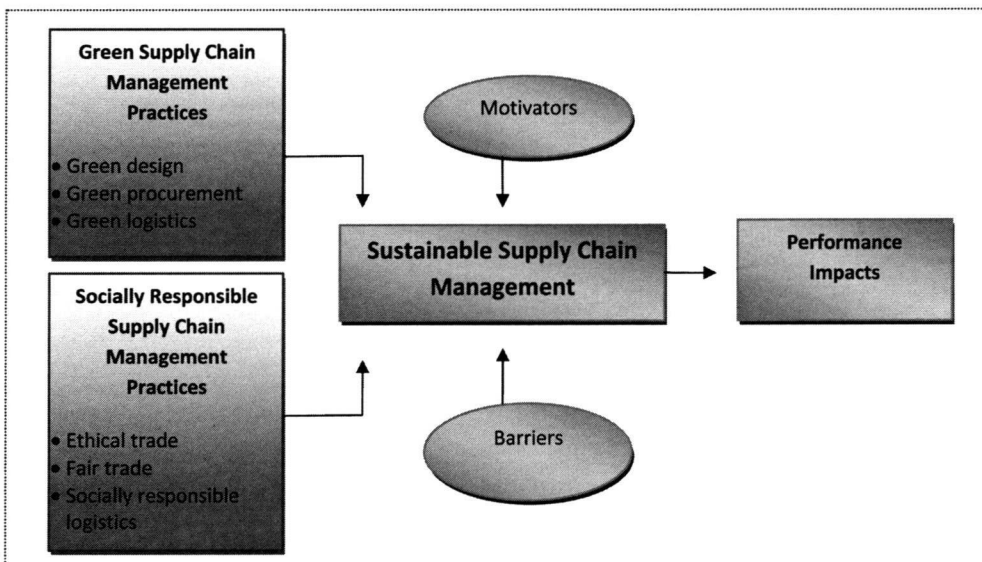 Green Supply Chain
Management
Practices
• Green design
• Green procurement
• Green logistics
Motivators
Sustainable Supply Chain
Management
Performance
Impacts
Socially Responsible
Supply Chain
Management
Practices
• Ethical trade
• Fair trade
• Socially responsible
logistics
Barriers